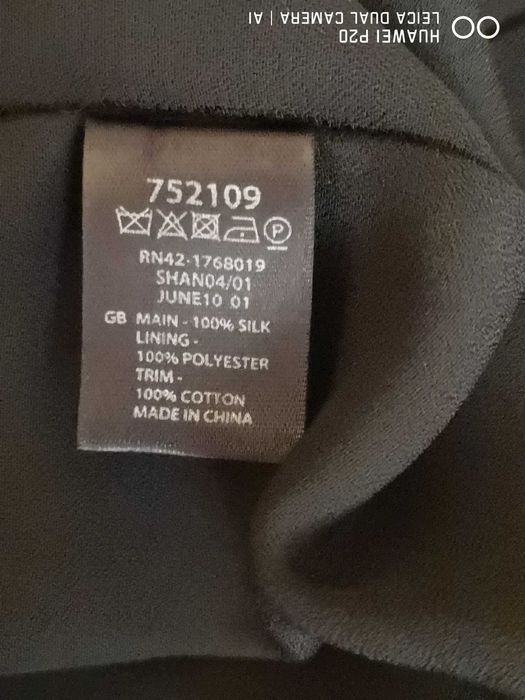 752109
RN42-1768019
SHAN04/01
JUNE10 01
GB MAIN - 100% SILK
LINING -
100% POLYESTER
TRIM -
100% COTTON
MADE IN CHINA
HUAWEI P20
LEICA DUAL CAMERA | AI